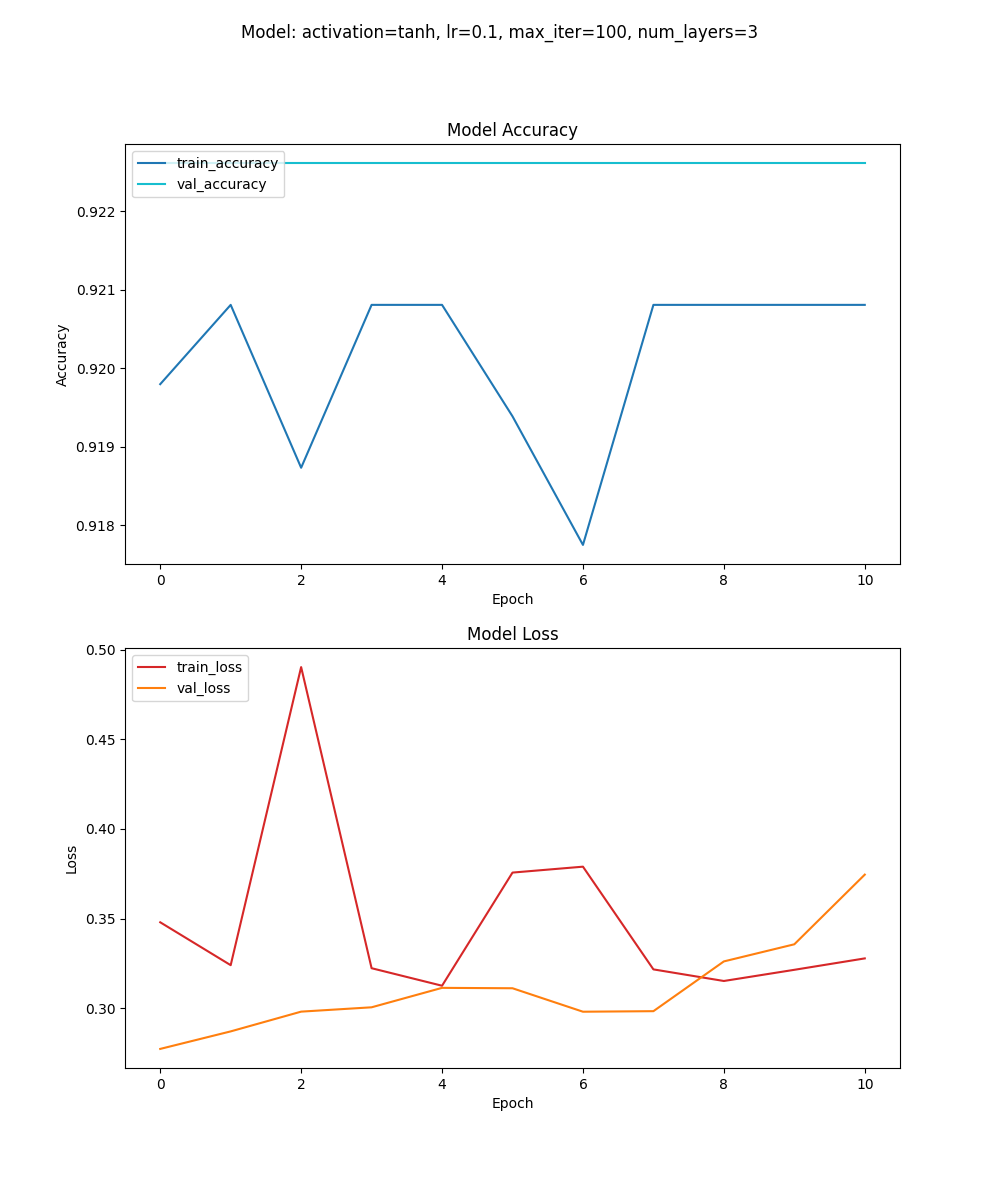 Model: activation=tanh, lr=0.1, max_iter=100, num_layers=3
Model Accuracy
train_accuracy
val_accuracy
0.922
0.921
0.920
0.919
0.918
Accuracy
0 2 4 6 8 10
Epoch
Model Loss
train_loss
val_loss
0.50
0.45
0.40
0.35
0.30
Loss
0 2 4 6 8 10
Epoch